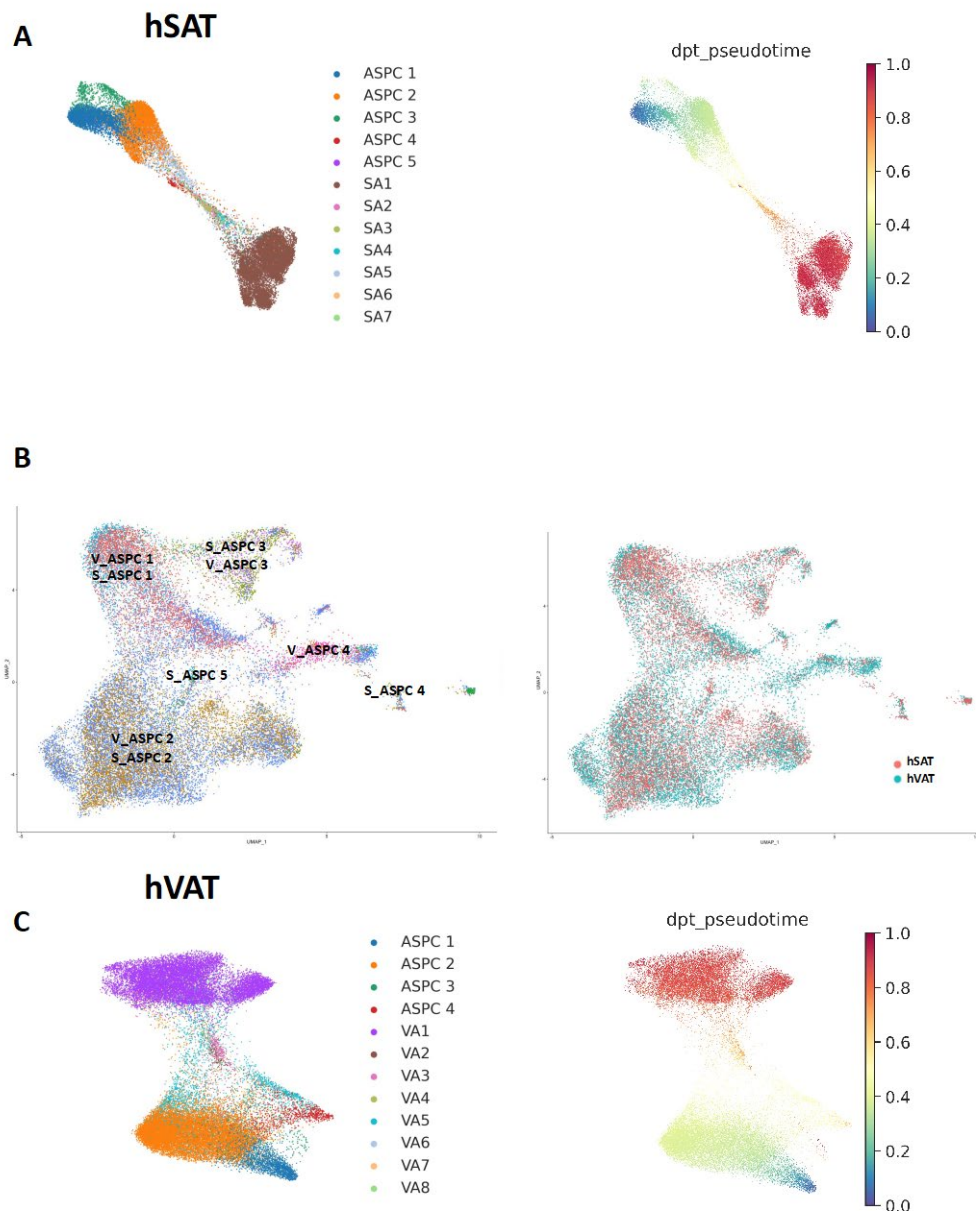 A
hSAT
ASPC 1
ASPC 2
ASPC 3
ASPC 4
ASPC 5
SA1
SA2
SA3
SA4
SA5
SA6
SA7
dpt_pseudotime
1.0
0.8
0.6
0.4
0.2
0.0
B
V_ASPC 1
S_ASPC 1
S_ASPC 3
V_ASPC 3
V_ASPC 4
S_ASPC 5
S_ASPC 4
V_ASPC 2
S_ASPC 2
UMAP_1
hSAT
hVAT
UMAP_1
hVAT
C
ASPC 1
ASPC 2
ASPC 3
ASPC 4
VA1
VA2
VA3
VA4
VA5
VA6
VA7
VA8
dpt_pseudotime
1.0
0.8
0.6
0.4
0.2
0.0